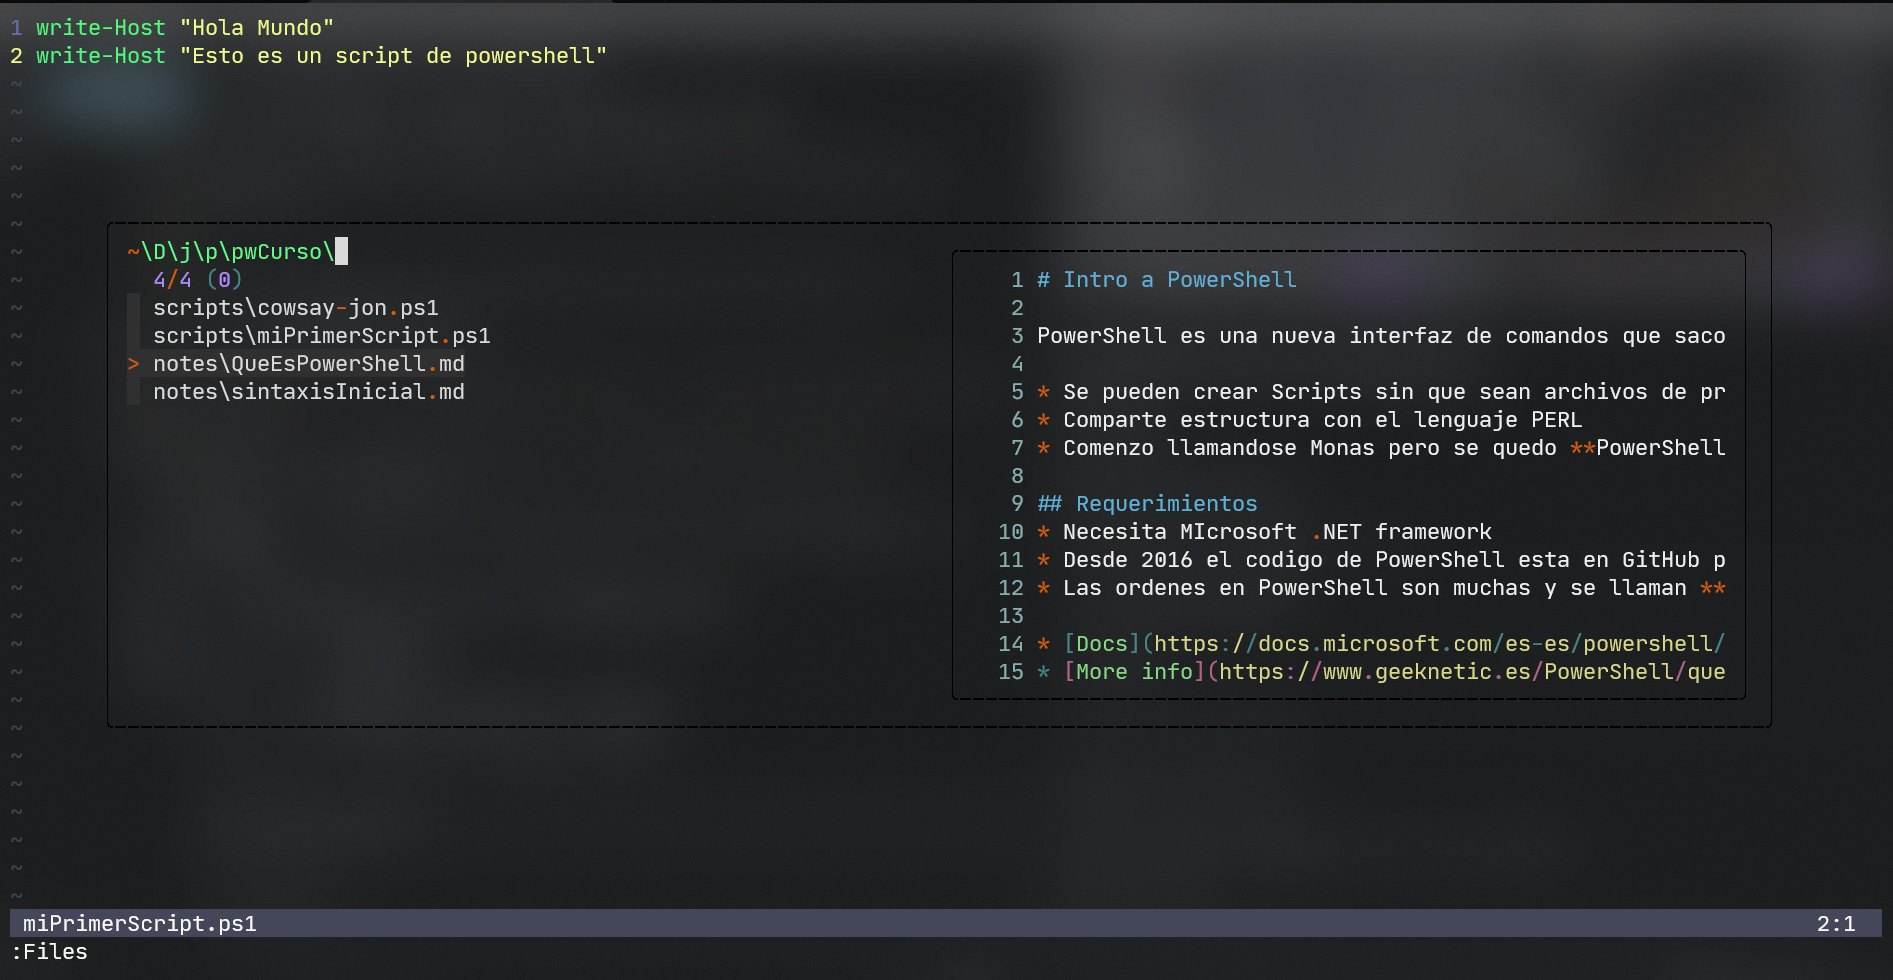 1 write-Host "Hola Mundo"
2 write-Host "Esto es un script de powershell"
~\D\j\p\pwCurso\
4/4 (0)
scripts\cowsay-jon.ps1
scripts\miPrimerScript.ps1
> notes\QueEsPowerShell.md
notes\sintaxisInicial.md
1 # Intro a PowerShell
2
3 PowerShell es una nueva interfaz de comandos que saco
4
5 * Se pueden crear Scripts sin que sean archivos de pr
6 * Comparte estructura con el lenguaje PERL
7 * Comenzo llamandose Monas pero se quedo **PowerShell
8
9 ## Requerimientos
10 * Necesita MIcrosoft .NET framework
11 * Desde 2016 el codigo de PowerShell esta en GitHub p
12 * Las ordenes en PowerShell son muchas y se llaman **
13
14 * [Docs](https://docs.microsoft.com/es-es/powershell/
15 * [More info](https://www.geeknetic.es/PowerShell/que
miPrimerScript.ps1 2:1
:Files